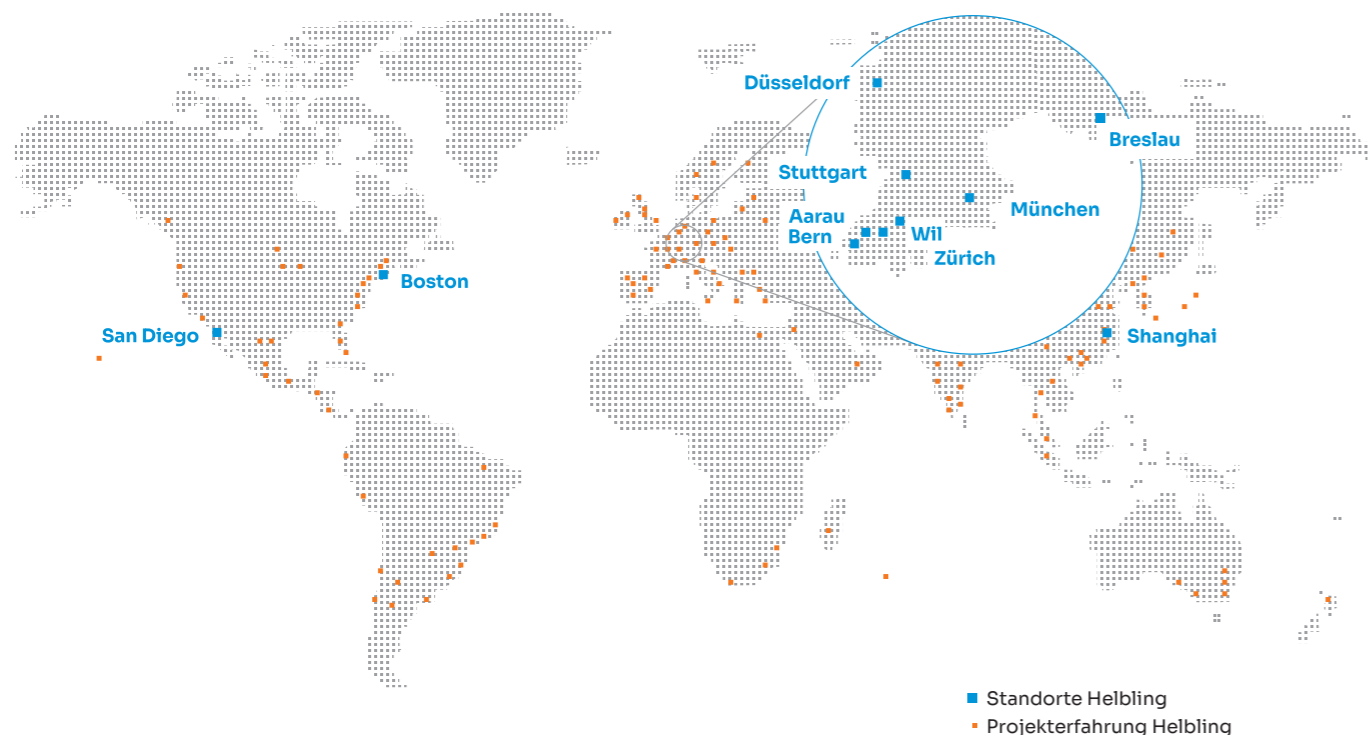 Düsseldorf
Breslau
Stuttgart
München
Aarau
Bern
Wil
Zürich
Boston
San Diego
Shanghai
Standorte Helbling
Projekterfahrung Helbling